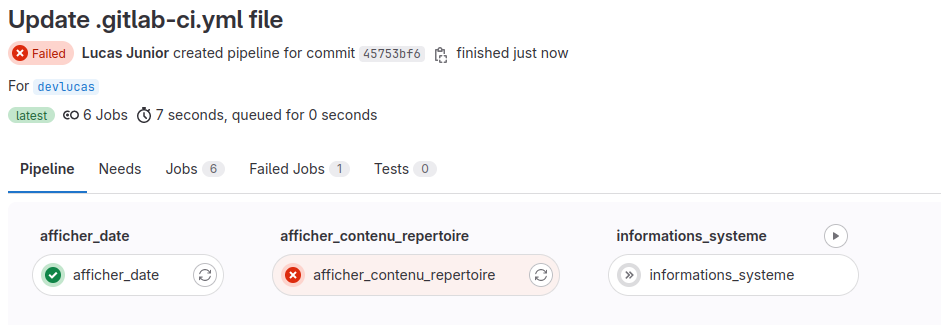 Update .gitlab-ci.yml file
Failed Lucas Junior created pipeline for commit 45753bf6 finished just now
For devlucas
latest 6 Jobs 7 seconds, queued for 0 seconds
Pipeline Needs Jobs 6 Failed Jobs 1 Tests 0
afficher_date afficher_contenu_repertoire informations_systeme
afficher_date afficher_contenu_repertoire informations_systeme